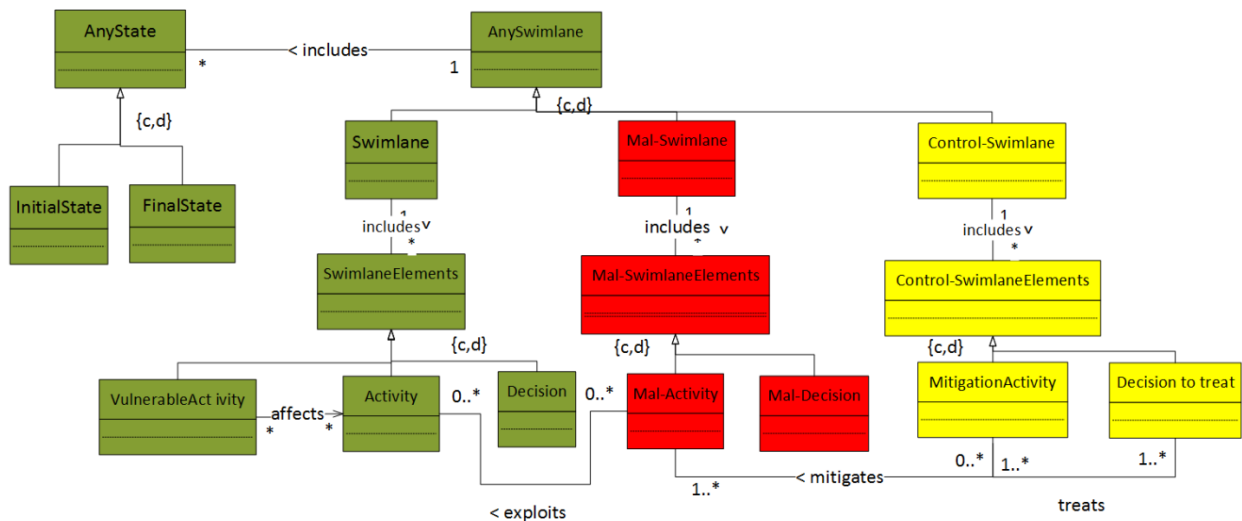 AnyState
AnySwimlane
< includes
*
1
{c,d}
{c,d}
Swimlane
Mal-Swimlane
Control-Swimlane
InitialState
FinalState
1
1
1
includes v
includes v
includes v
*
*
*
SwimlaneElements
Mal-SwimlaneElements
Control-SwimlaneElements
{c,d}
{c,d}
{c,d}
VulnerableAct ivity
Activity
0..*
Decision
0..*
Mal-Activity
Mal-Decision
MitigationActivity
Decision to treat
affects
*
*
0..*
1..*
1..*
1..*
< mitigates
treats
< exploits